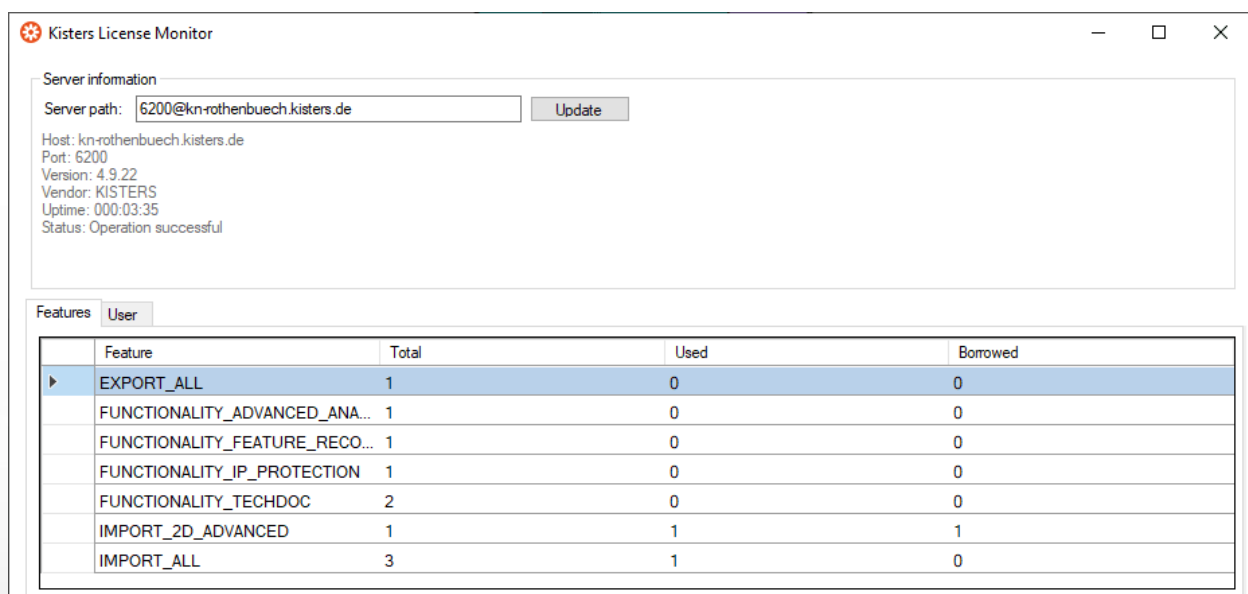 Kisters License Monitor
Server information
Server path: 6200@kn-rothenbuech.kisters.de Update
Host: kn-rothenbuech.kisters.de
Port: 6200
Version: 4.9.22
Vendor: KISTERS
Uptime: 000:03:35
Status: Operation successful
Features User
Feature Total Used Borrowed
EXPORT_ALL 1 0 0
FUNCTIONALITY_ADVANCED_ANA... 1 0 0
FUNCTIONALITY_FEATURE_RECO... 1 0 0
FUNCTIONALITY_IP_PROTECTION 1 0 0
FUNCTIONALITY_TECHDOC 2 0 0
IMPORT_2D_ADVANCED 1 1 1
IMPORT_ALL 3 1 0